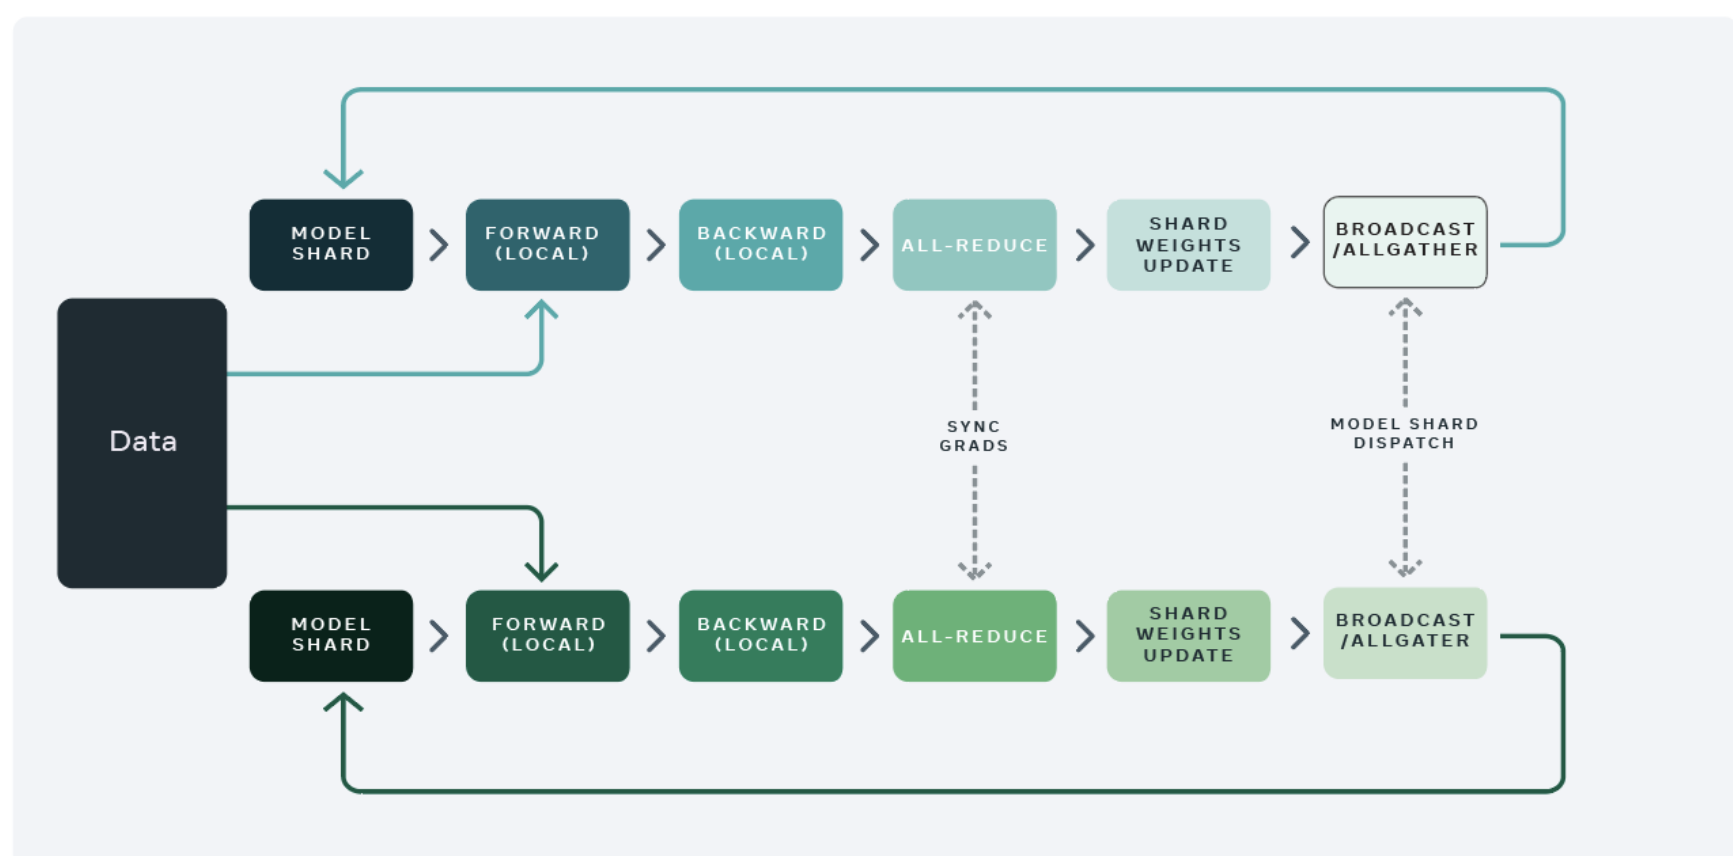 MODEL
SHARD
FORWARD
(LOCAL)
BACKWARD
(LOCAL)
ALL-REDUCE
SHARD
WEIGHTS
UPDATE
BROADCAST
/ALLGATHER
Data
SYNC
GRADS
MODEL SHARD
DISPATCH
MODEL
SHARD
FORWARD
(LOCAL)
BACKWARD
(LOCAL)
ALL-REDUCE
SHARD
WEIGHTS
UPDATE
BROADCAST
/ALLGATER